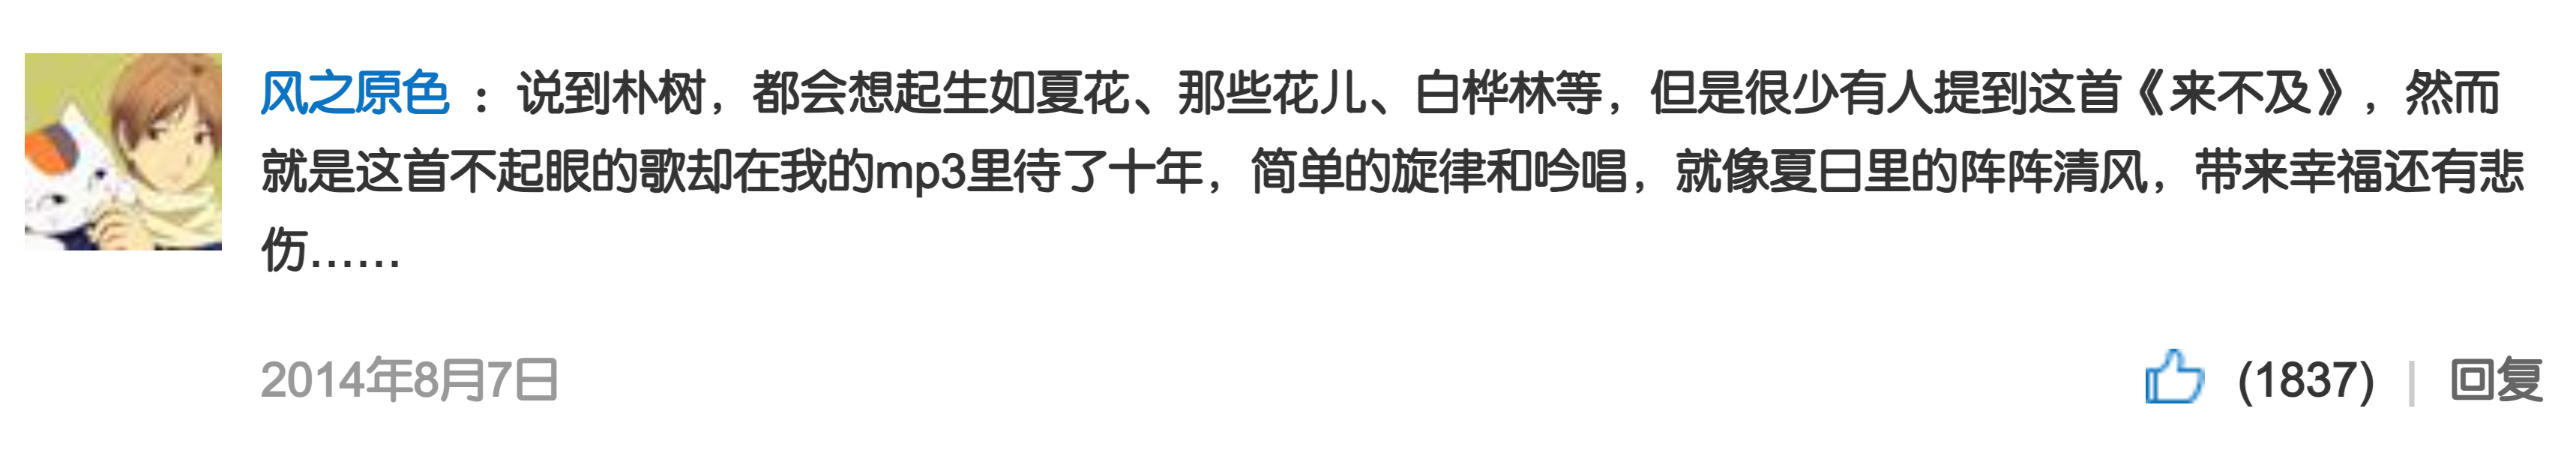 风之原色 ：说到朴树，都会想起生如夏花、那些花儿、白桦林等，但是很少有人提到这首《来不及》，然而
就是这首不起眼的歌却在我的mp3里待了十年，简单的旋律和吟唱，就像夏日里的阵阵清风，带来幸福还有悲
伤……
2014年8月7日 (1837) | 回复